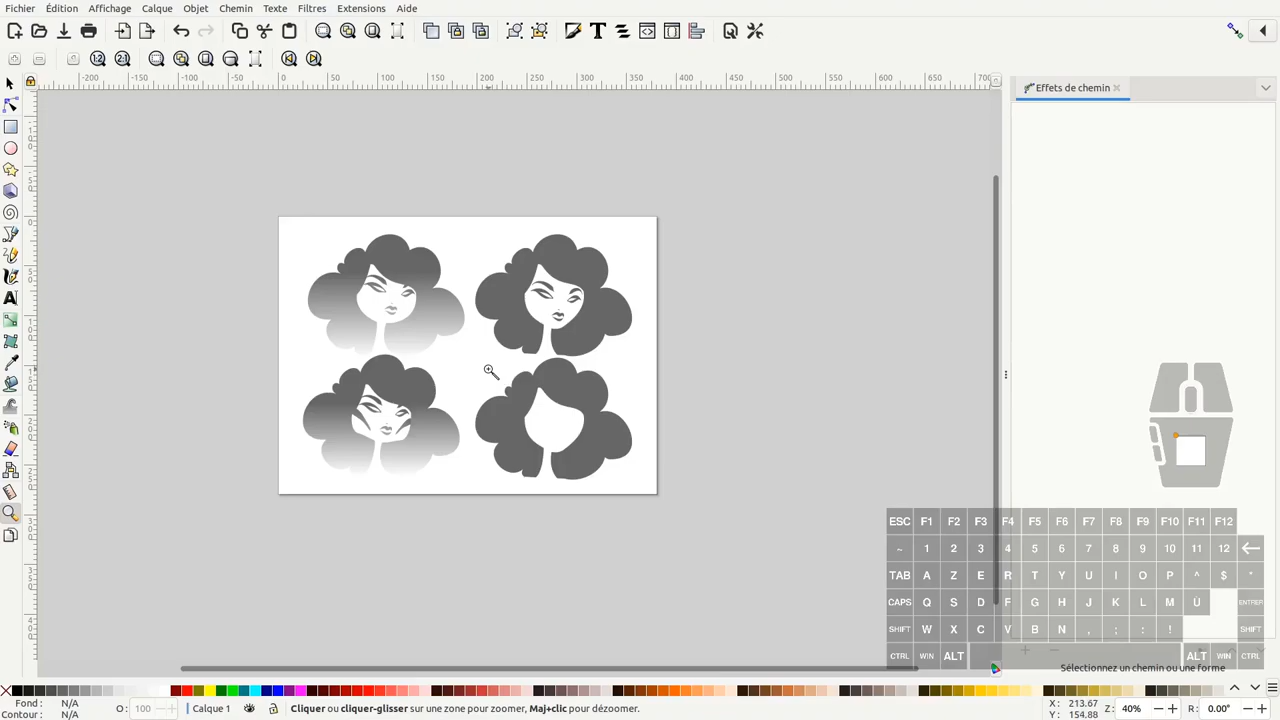 Fichier Édition Affichage Calque Objet Chemin Texte Filtres Extensions Aide
-200 -150 -100 -50 0 50 100 150 200 250 300 350 400 450 500 550 600 650 700
Effets de chemin
ESC F1 F2 F3 F4 F5 F6 F7 F8 F9 F10 F11 F12
~ 1 2 3 4 5 6 7 8 9 10 11 12
TAB A Z E R T Y U I O P ^ $ *
CAPS Q S D F G H J K L M Ü ENTRER
SHIFT W X C V B N , ; : ! SHIFT
CTRL WIN ALT ALT WIN CTRL
Sélectionnez un chemin ou une forme
Fond : N/A
Contour : N/A
O: 100
Calque 1
Cliquer ou cliquer-glisser sur une zone pour zoomer, Maj+clic pour dézoomer.
X: 213.67
Y: 154.88
Z: 40%
R: 0.00°